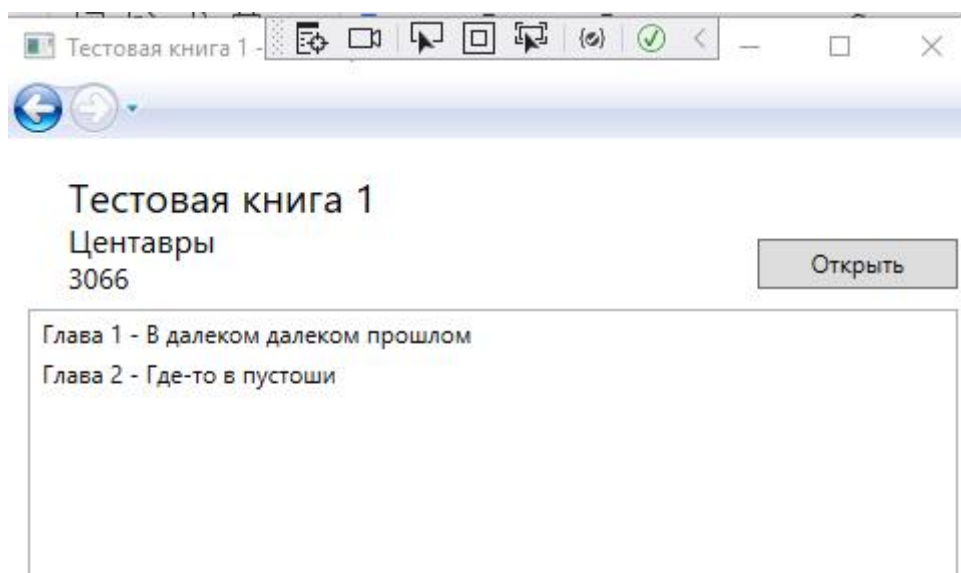 Тестовая книга 1 -
Тестовая книга 1
Центавры
3066
Открыть
Глава 1 - В далеком далеком прошлом
Глава 2 - Где-то в пустоши